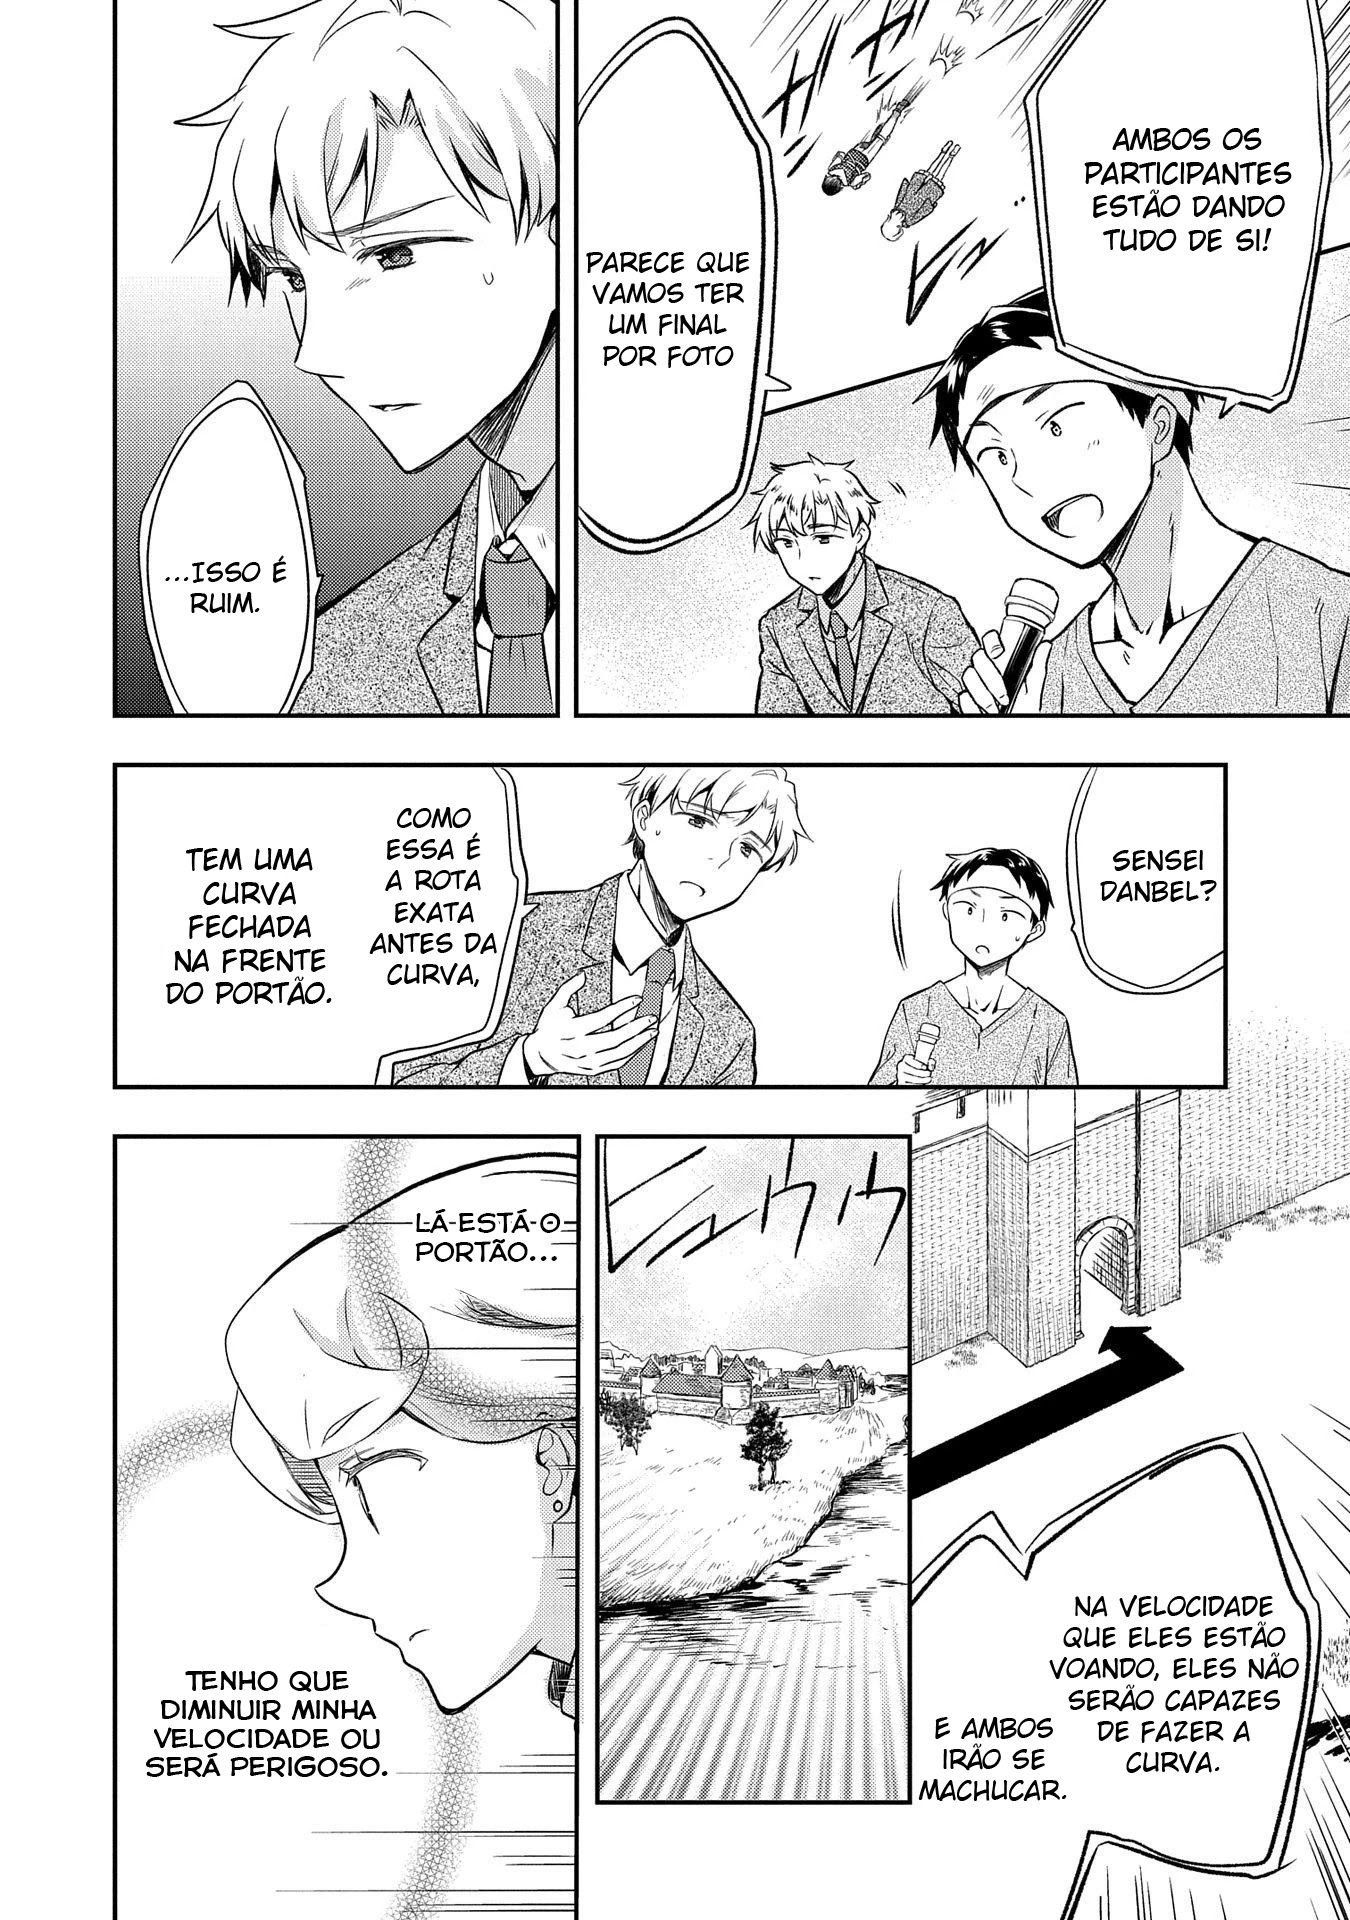 AMBOS OS
PARTICIPANTES
ESTÃO DANDO
TUDO DE SI!
PARECE QUE
VAMOS TER
UM FINAL
POR FOTO
...ISSO É
RUIM.
SENSEI
DANBEL?
COMO
ESSA É
A ROTA
EXATA
ANTES DA
CURVA,
TEM UMA
CURVA
FECHADA
NA FRENTE
DO PORTÃO.
NA VELOCIDADE
QUE ELES ESTÃO
VOANDO, ELES NÃO
SERÃO CAPAZES
DE FAZER A
CURVA.
E AMBOS
IRÃO SE
MACHUCAR.
LÁ ESTÁ O
PORTÃO...
TENHO QUE
DIMINUIR MINHA
VELOCIDADE OU
SERÁ PERIGOSO.